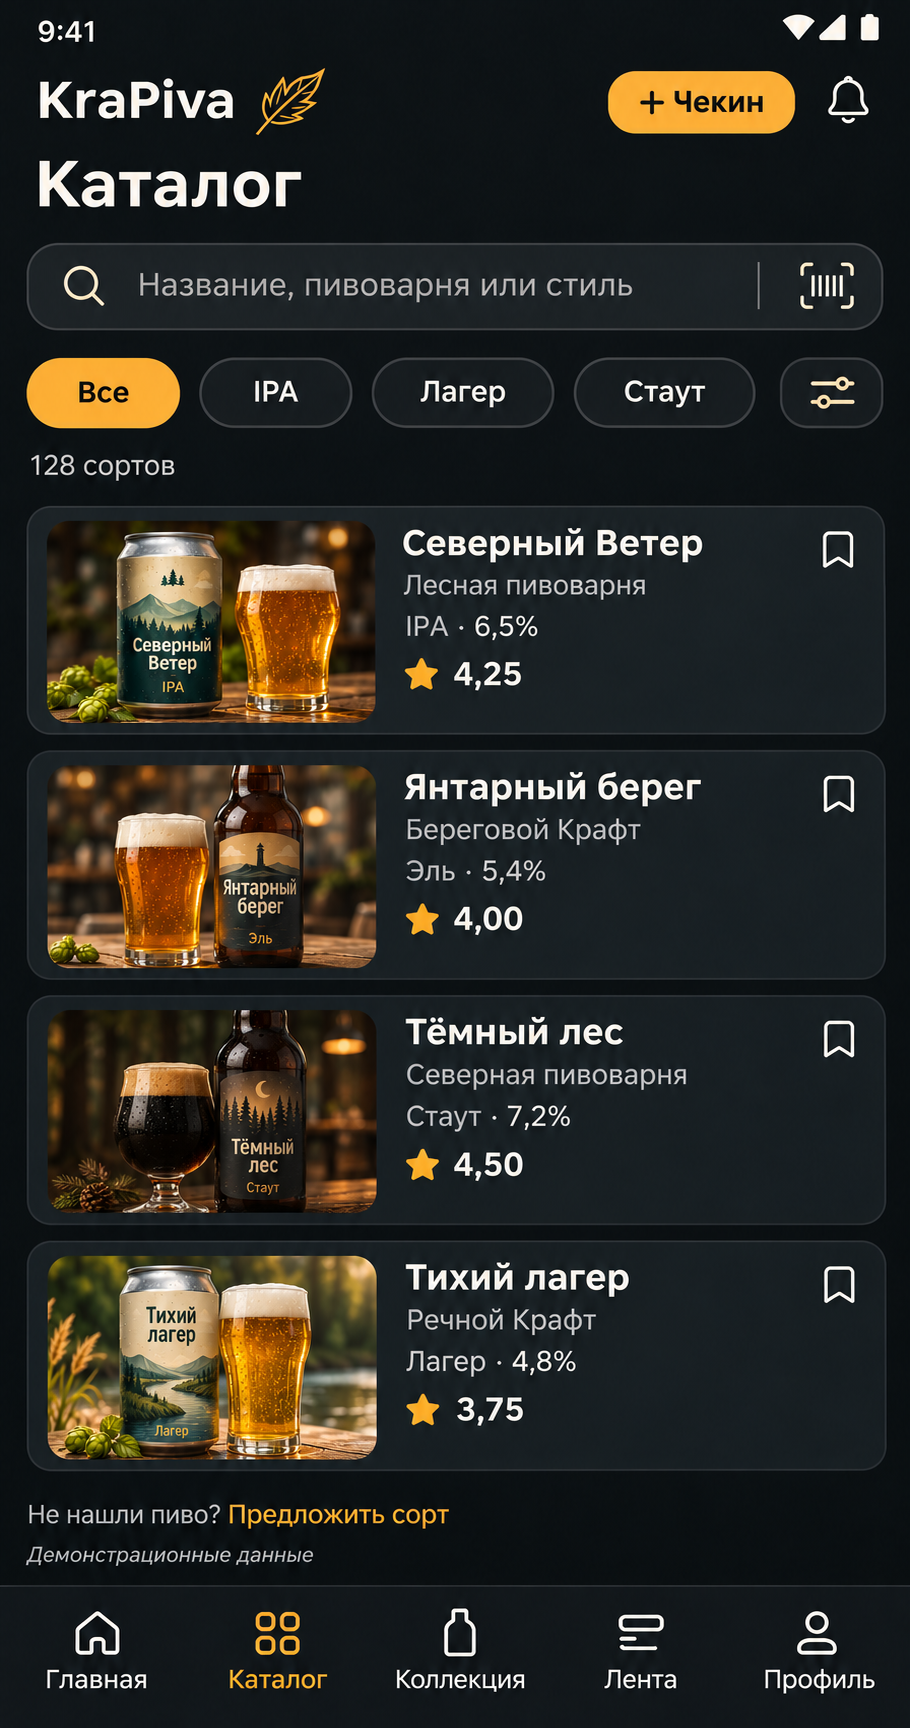 9:41
KraPiva
+ Чекин
Каталог
Название, пивоварня или стиль
Все
IPA
Лагер
Стаут
128 сортов
Северный
Ветер
IPA
Северный Ветер
Лесная пивоварня
IPA · 6,5%
4,25
Янтарный
берег
Эль
Янтарный берег
Береговой Крафт
Эль · 5,4%
4,00
Тёмный
лес
Стаут
Тёмный лес
Северная пивоварня
Стаут · 7,2%
4,50
Тихий
лагер
Лагер
Тихий лагер
Речной Крафт
Лагер · 4,8%
3,75
Не нашли пиво? Предложить сорт
Демонстрационные данные
Главная
Каталог
Коллекция
Лента
Профиль